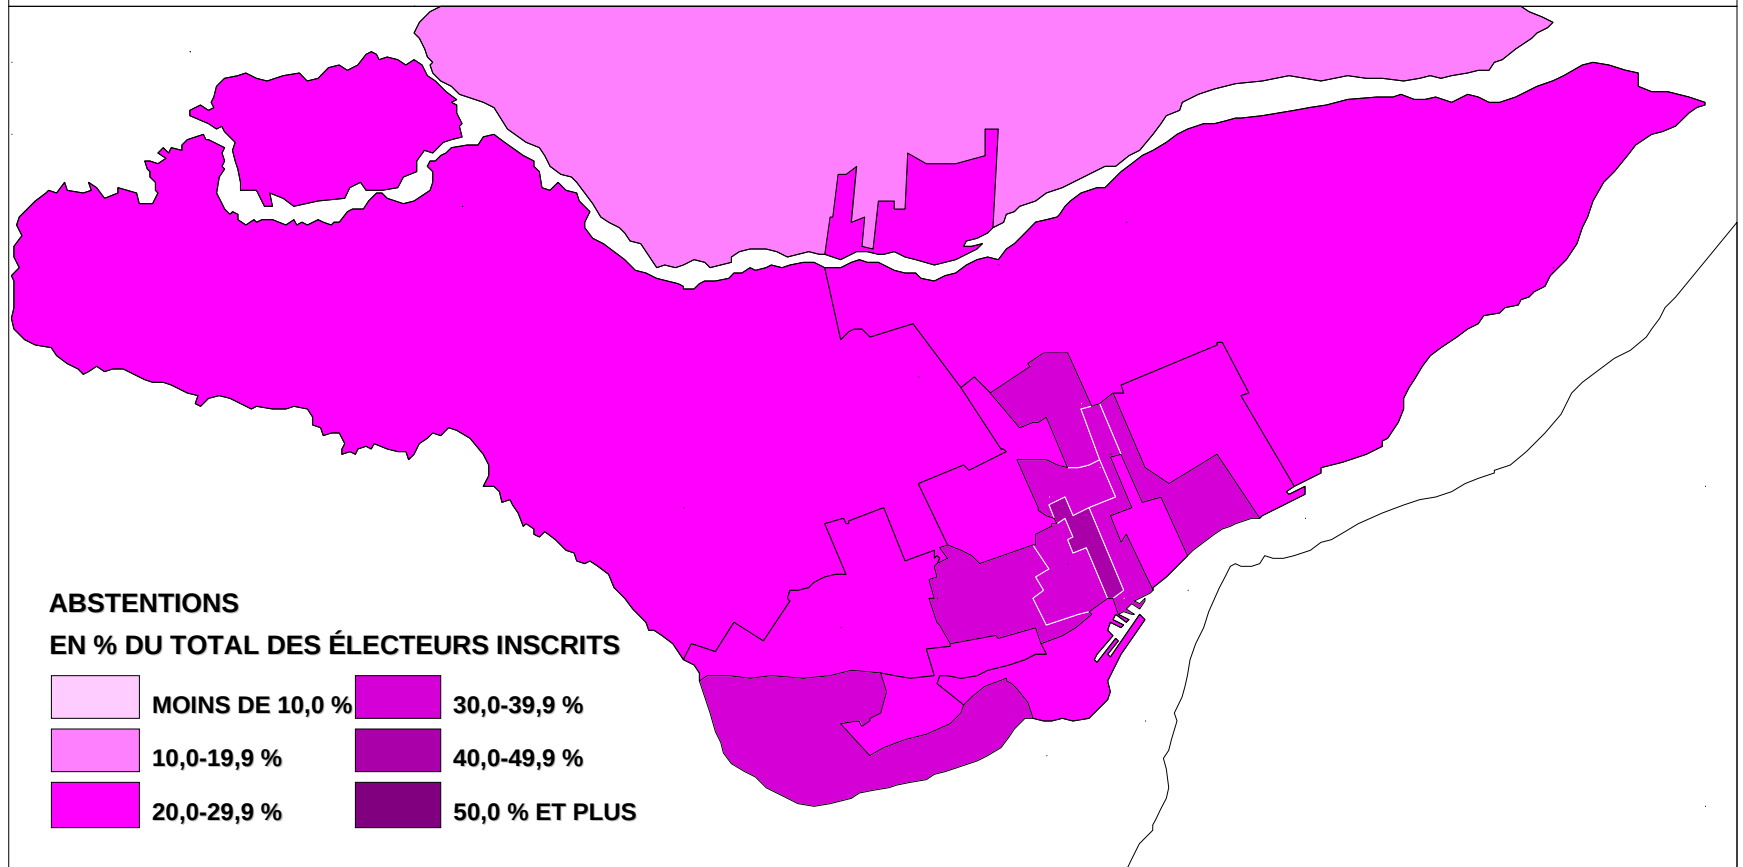 ABSTENTIONS
EN % DU TOTAL DES ÉLECTEURS INSCRITS
MOINS DE 10,0 %
10,0-19,9 %
20,0-29,9 %
30,0-39,9 %
40,0-49,9 %
50,0 % ET PLUS